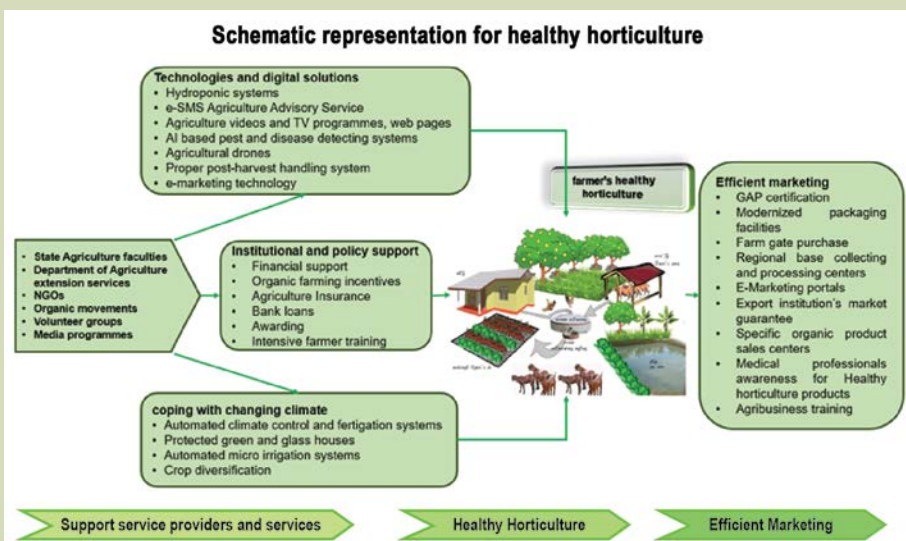 Schematic representation for healthy horticulture
Technologies and digital solutions
• Hydroponic systems
• e-SMS Agriculture Advisory Service
• Agriculture videos and TV programmes, web pages
• AI based pest and disease detecting systems
• Agricultural drones
• Proper post-harvest handling system
• e-marketing technology
• State Agriculture faculties
• Department of Agriculture
extension services
• NGOs
• Organic movements
• Volunteer groups
• Media programmes
Institutional and policy support
• Financial support
• Organic farming incentives
• Agriculture Insurance
• Bank loans
• Awarding
• Intensive farmer training
coping with changing climate
• Automated climate control and fertigation systems
• Protected green and glass houses
• Automated micro irrigation systems
• Crop diversification
farmer's healthy
horticulture
Efficient marketing
• GAP certification
• Modernized packaging
facilities
• Farm gate purchase
• Regional base collecting
and processing centers
• E-Marketing portals
• Export institution's market
guarantee
• Specific organic product
sales centers
• Medical professionals
awareness for Healthy
horticulture products
• Agribusiness training
Support service providers and services
Healthy Horticulture
Efficient Marketing